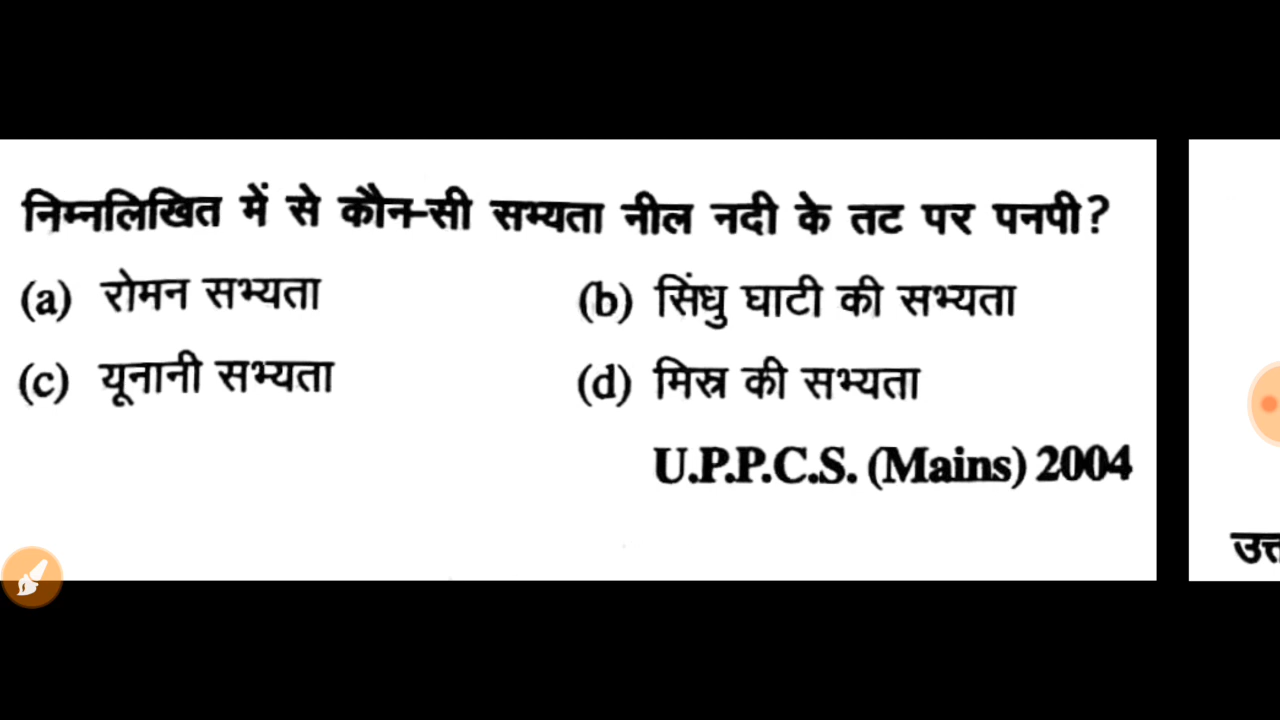 निम्नलिखित में से कौन-सी सभ्यता नील नदी के तट पर पनपी?
(a) रोमन सभ्यता (b) सिंधु घाटी की सभ्यता
(c) यूनानी सभ्यता (d) मिस्र की सभ्यता
U.P.P.C.S. (Mains) 2004